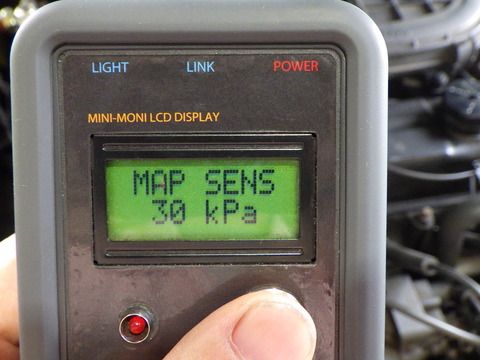 LIGHT LINK POWER
MINI-MONI LCD DISPLAY
MAP SENS
30 kPa